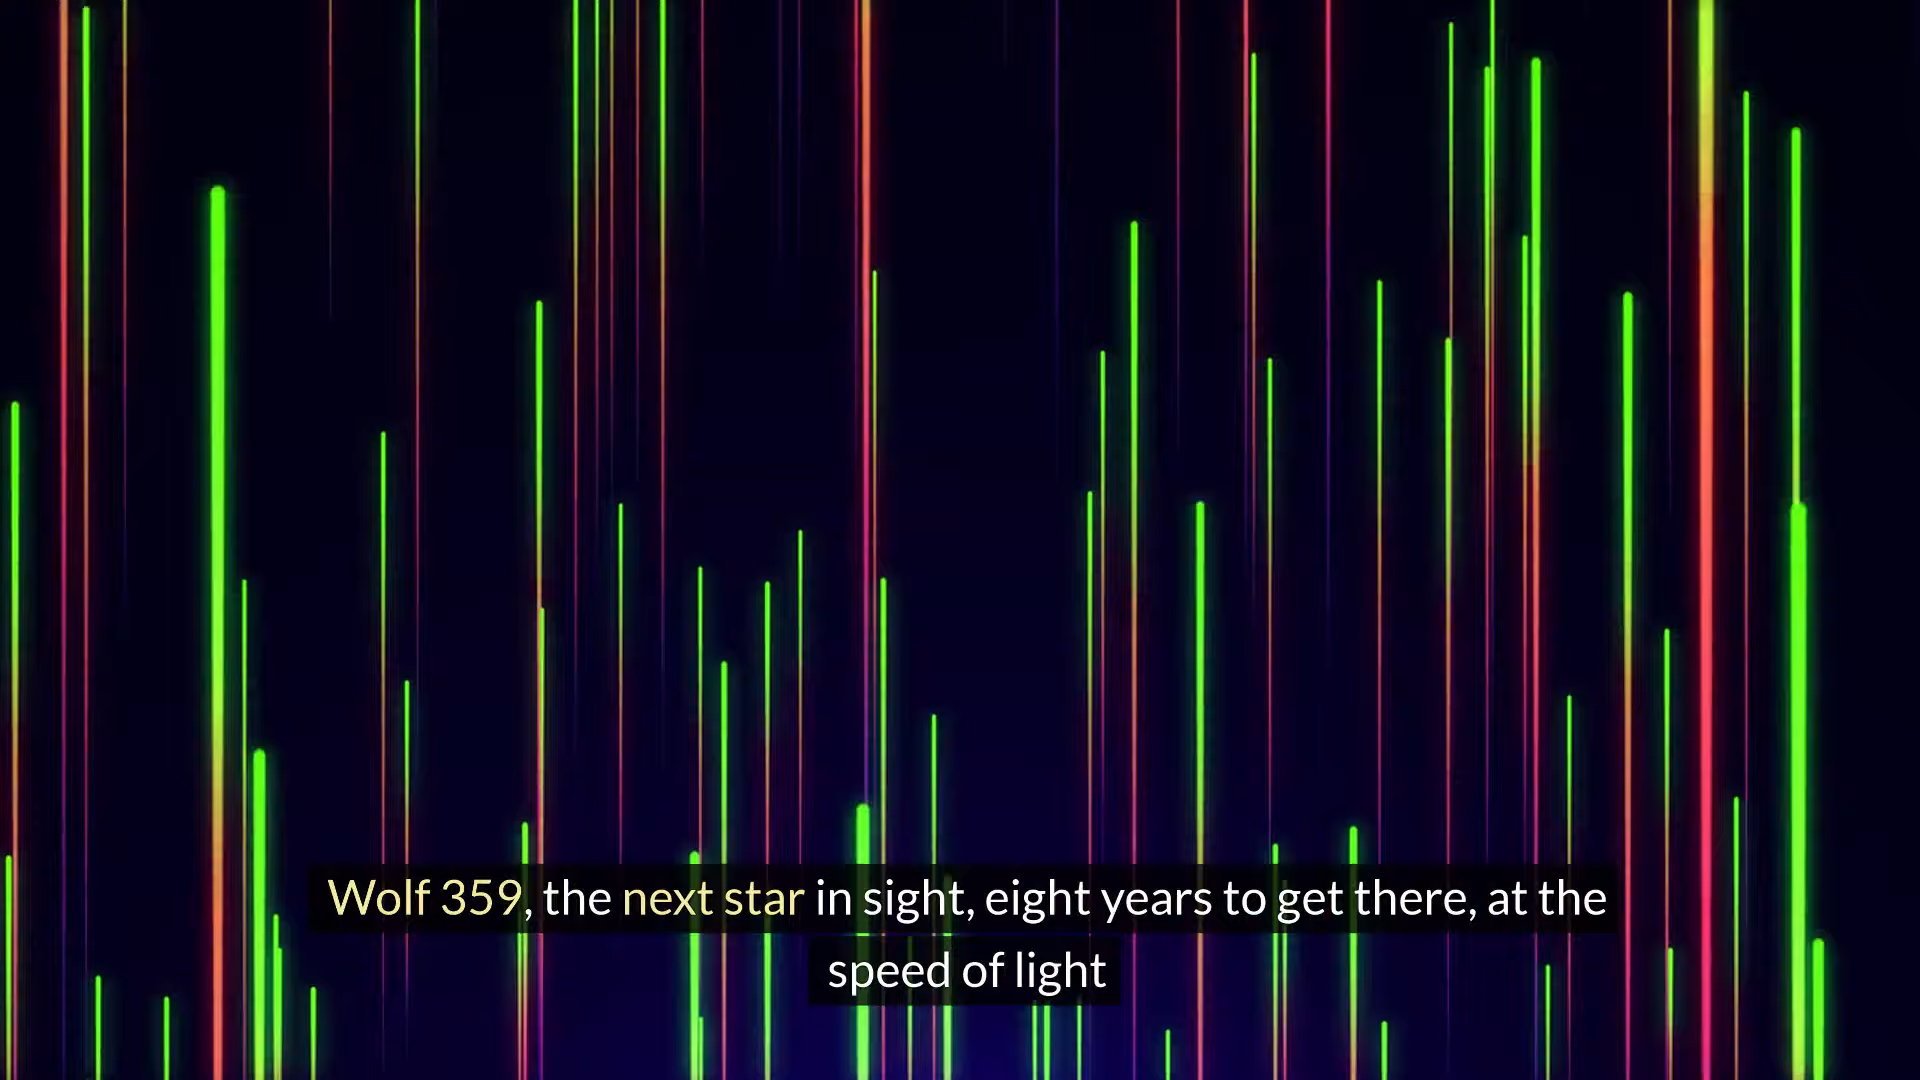 Wolf 359, the next star in sight, eight years to get there, at the
speed of light